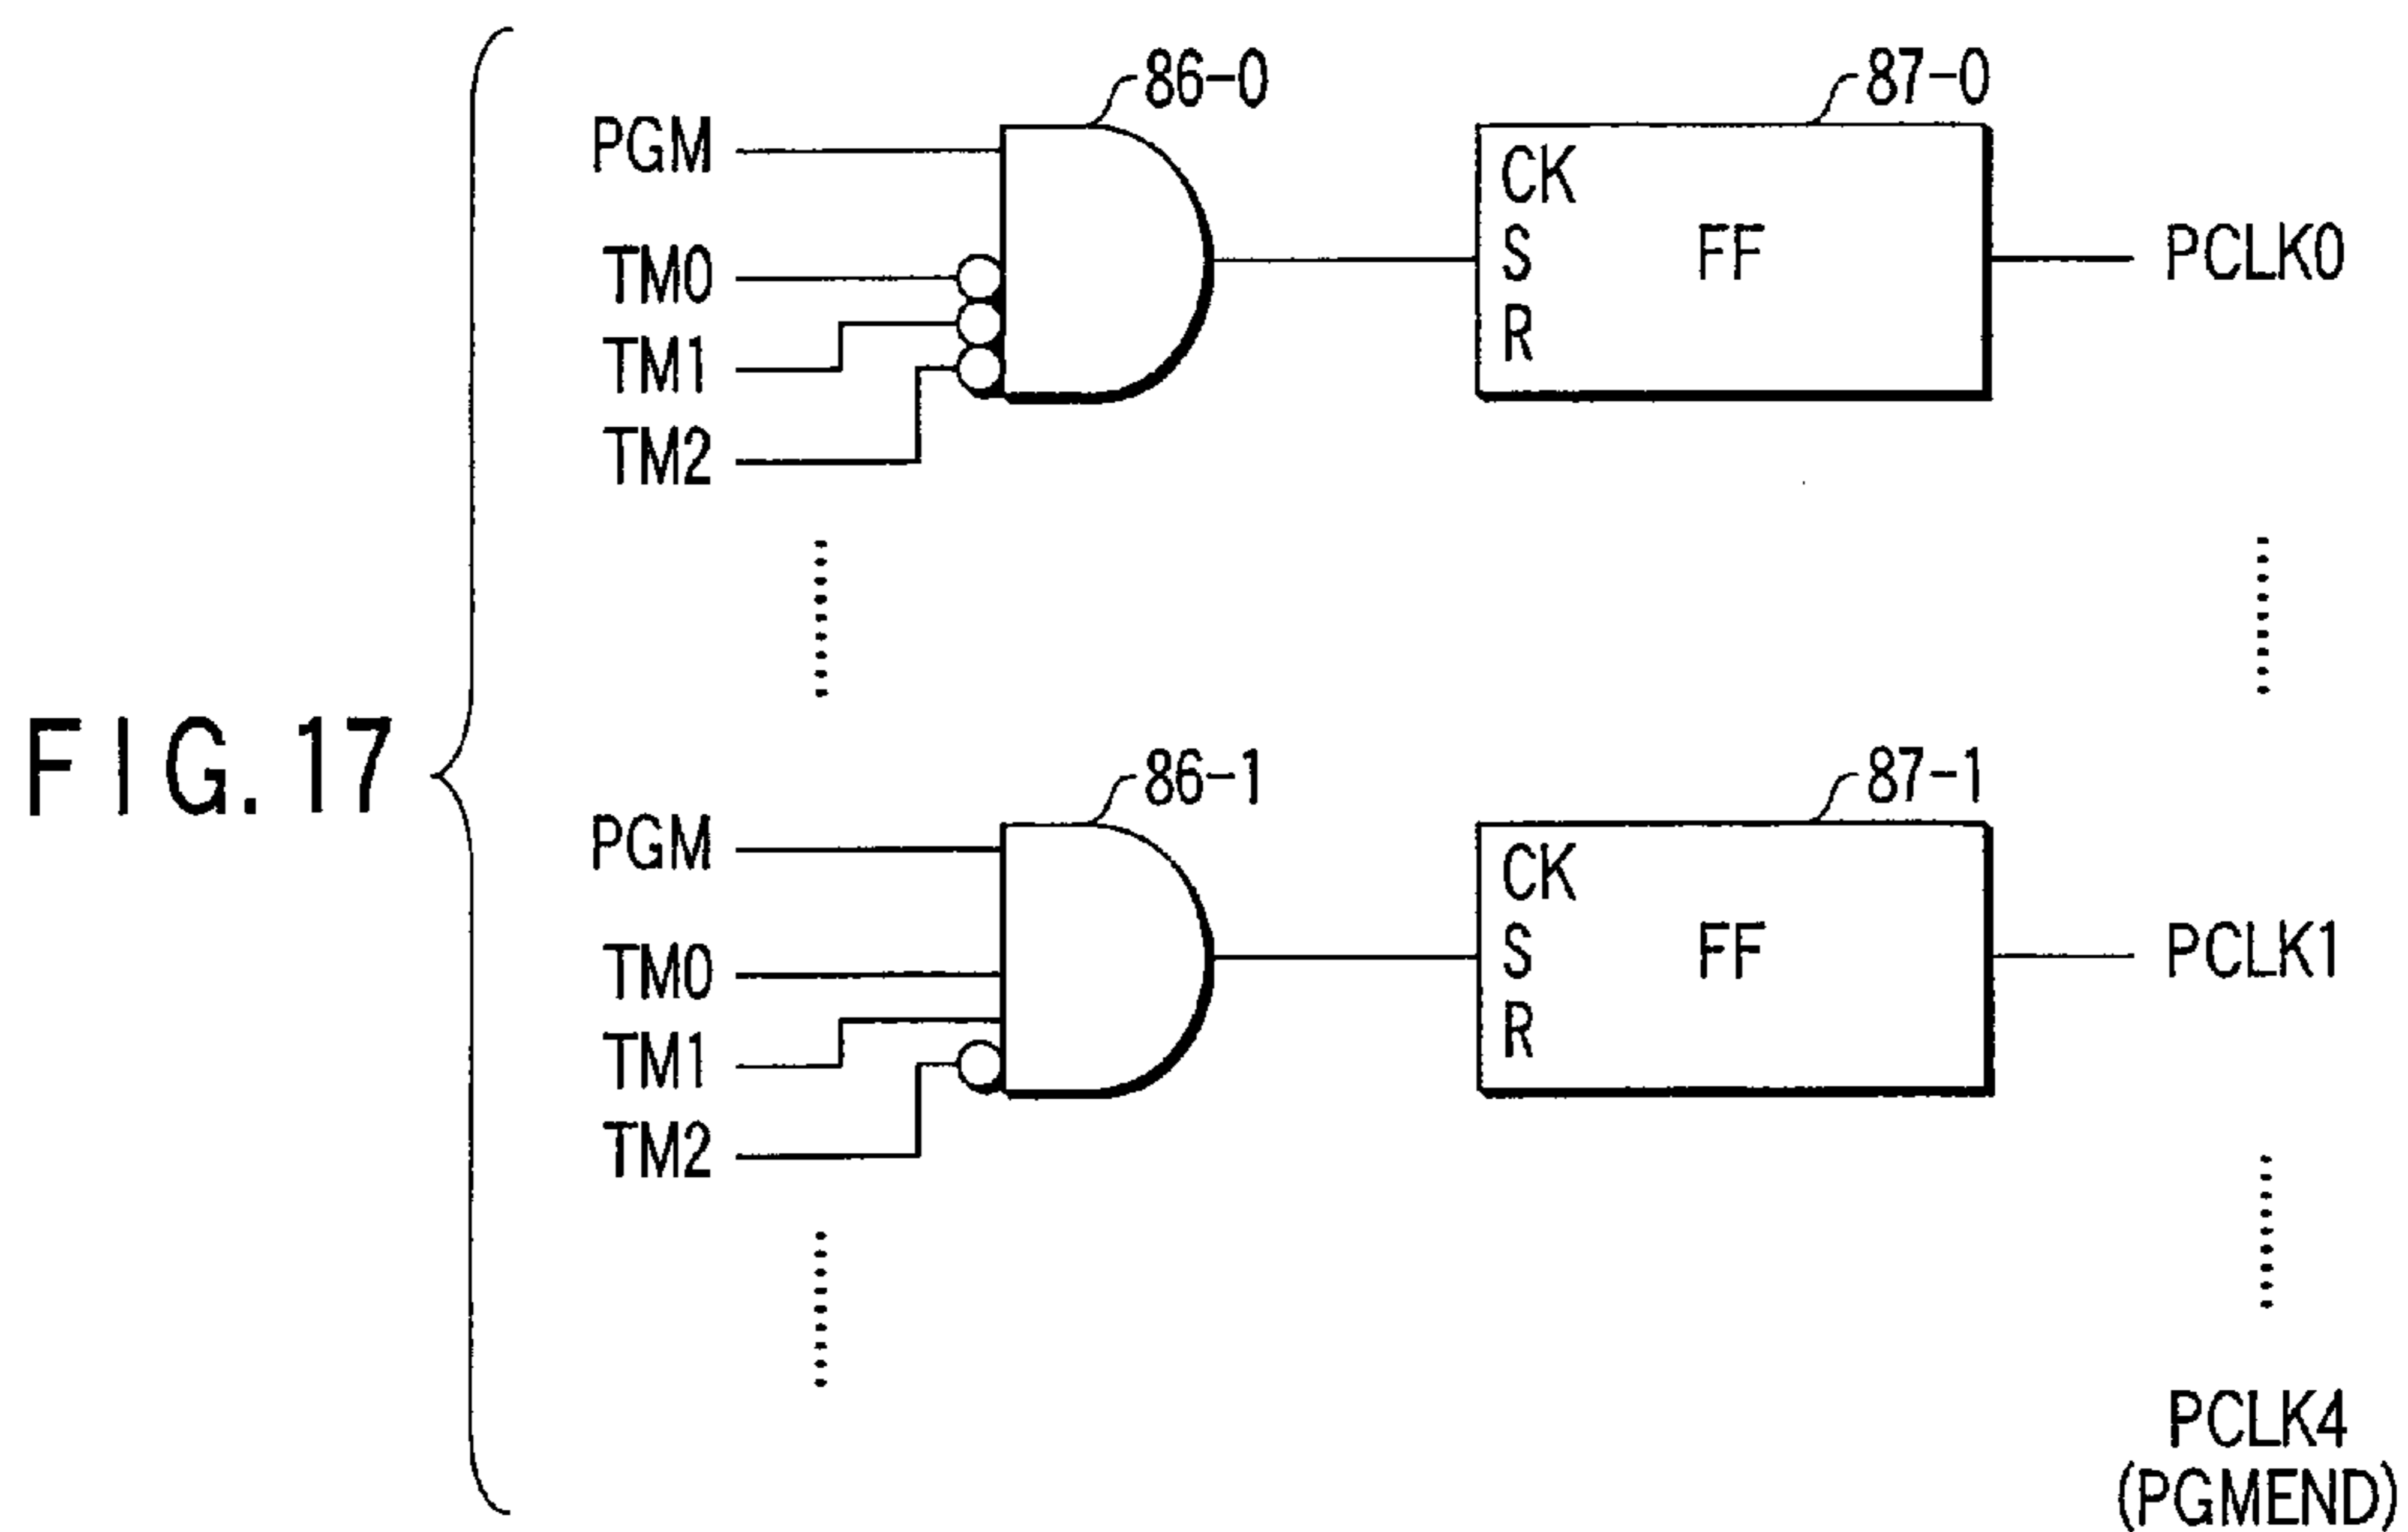 FIG.17
86-0
87-0
PGM
TM0
TM1
TM2
CK
S
R
FF
PCLK0
86-1
87-1
PGM
TM0
TM1
TM2
CK
S
R
FF
PCLK1
PCLK4
(PGMEND)